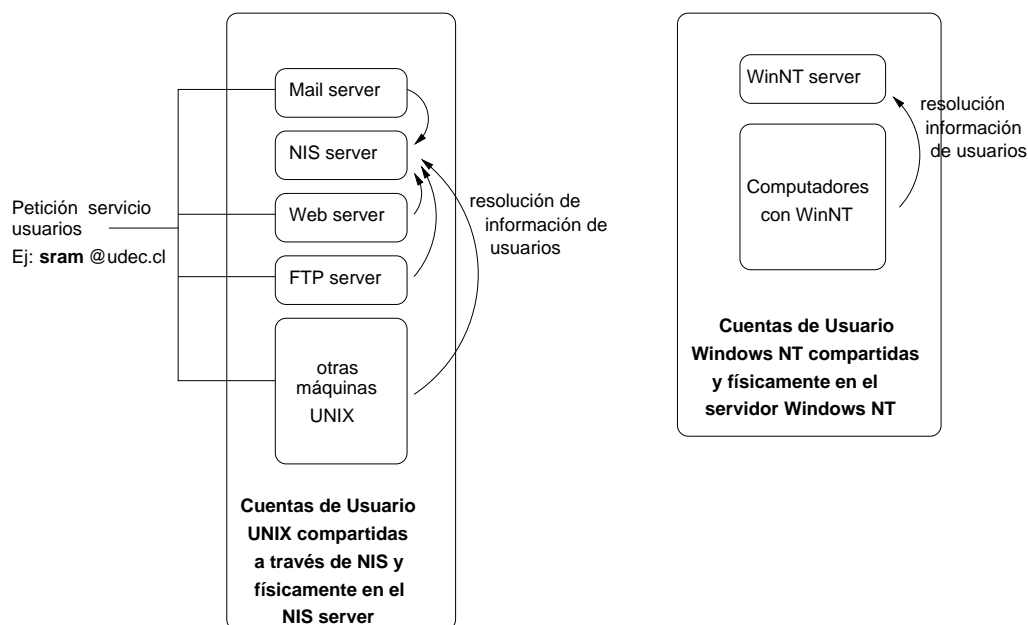 Mail server
NIS server
Web server
FTP server
otras
máquinas
UNIX
Petición servicio
usuarios
Ej: sram @udec.cl
resolución de
información de
usuarios
Cuentas de Usuario
UNIX compartidas
a través de NIS y
físicamente en el
NIS server
WinNT server
Computadores
con WinNT
resolución
información
de usuarios
Cuentas de Usuario
Windows NT compartidas
y físicamente en el
servidor Windows NT